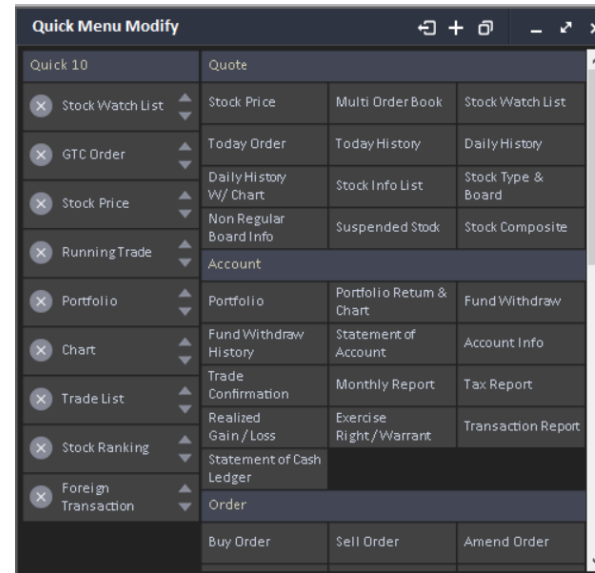 Quick Menu Modify
Quick 10
Stock Watch List
GTC Order
Stock Price
Running Trade
Portfolio
Chart
Trade List
Stock Ranking
Foreign
Transaction
Quote
Stock Price
Multi Order Book
Stock Watch List
Today Order
Today History
Daily History
Daily History
W/ Chart
Stock Info List
Stock Type &
Board
Non Regular
Board Info
Suspended Stock
Stock Composite
Account
Portfolio
Portfolio Return &
Chart
Fund Withdraw
Fund Withdraw
History
Statement of
Account
Account Info
Trade
Confirmation
Monthly Report
Tax Report
Realized
Gain / Loss
Exercise
Right / Warrant
Transaction Report
Statement of Cash
Ledger
Order
Buy Order
Sell Order
Amend Order